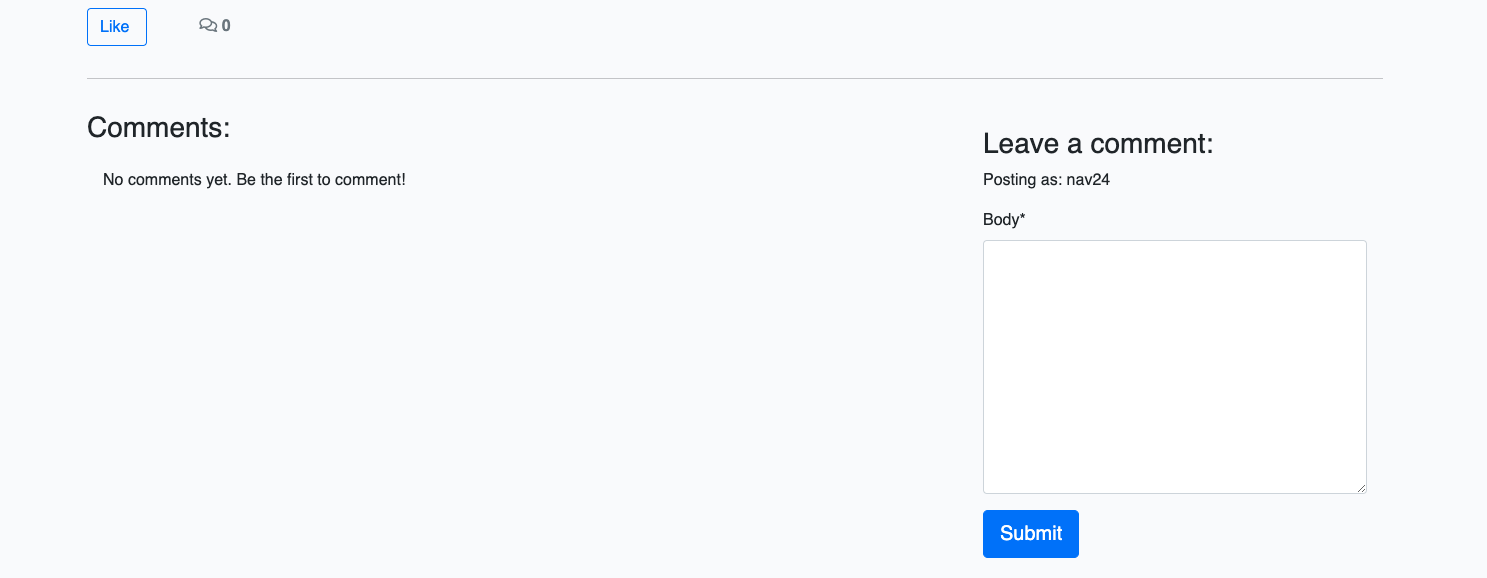 Like
0
Comments:
No comments yet. Be the first to comment!
Leave a comment:
Posting as: nav24
Body*
Submit